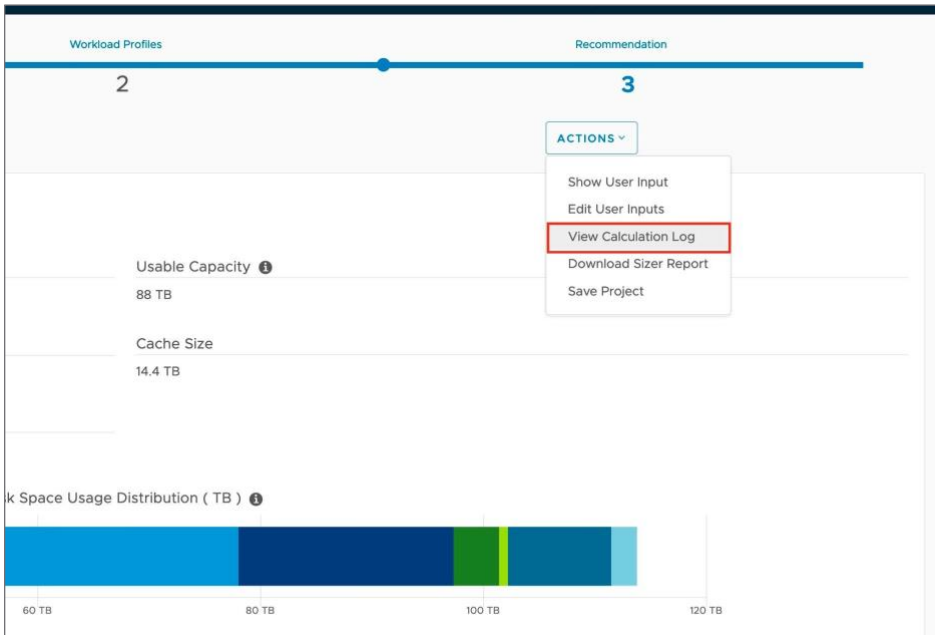 Workload Profiles
Recommendation
2
3
ACTIONS
Show User Input
Edit User Inputs
View Calculation Log
Download Sizer Report
Save Project
Usable Capacity
88 TB
Cache Size
14.4 TB
k Space Usage Distribution ( TB )
60 TB
80 TB
100 TB
120 TB